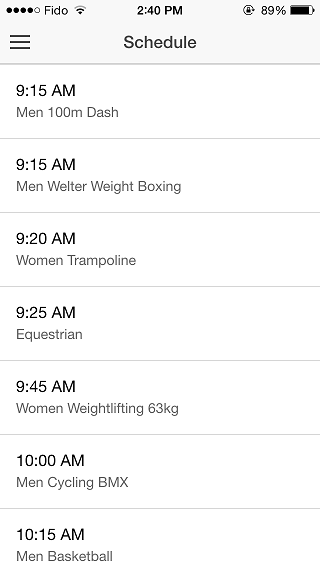 Fido 2:40 PM 89%
Schedule
9:15 AM
Men 100m Dash
9:15 AM
Men Welter Weight Boxing
9:20 AM
Women Trampoline
9:25 AM
Equestrian
9:45 AM
Women Weightlifting 63kg
10:00 AM
Men Cycling BMX
10:15 AM
Men Basketball